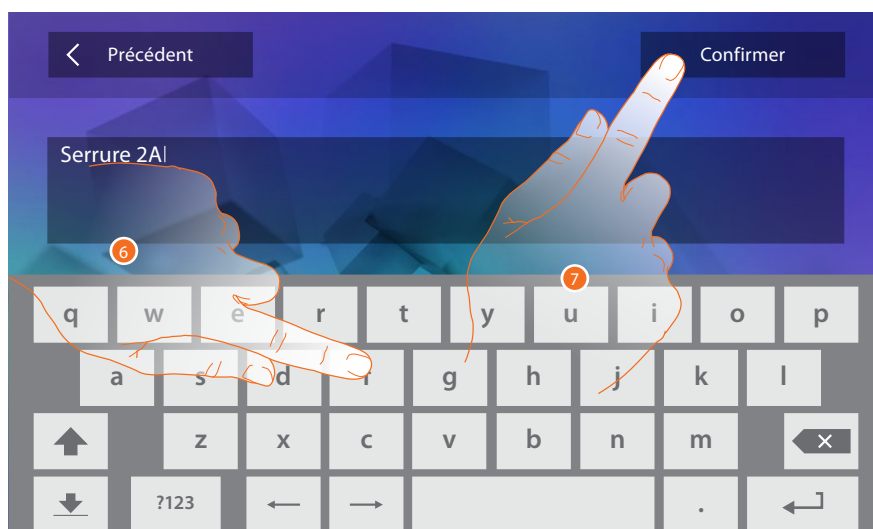 Précédent
Confirmer
Serrure 2A
6
7
q w e r t y u i o p
a s d f g h j k l
z x c v b n m
?123 .